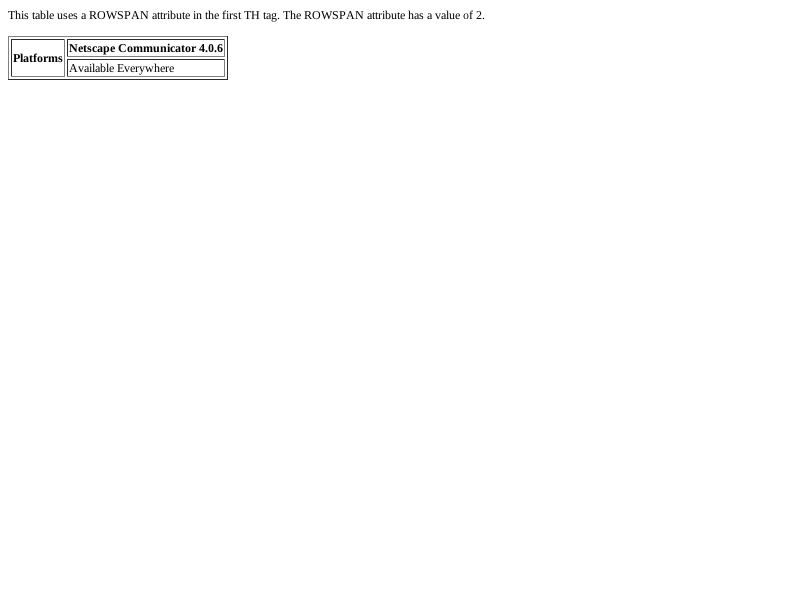 This table uses a ROWSPAN attribute in the first TH tag. The ROWSPAN attribute has a value of 2.
Platforms
Netscape Communicator 4.0.6
Available Everywhere